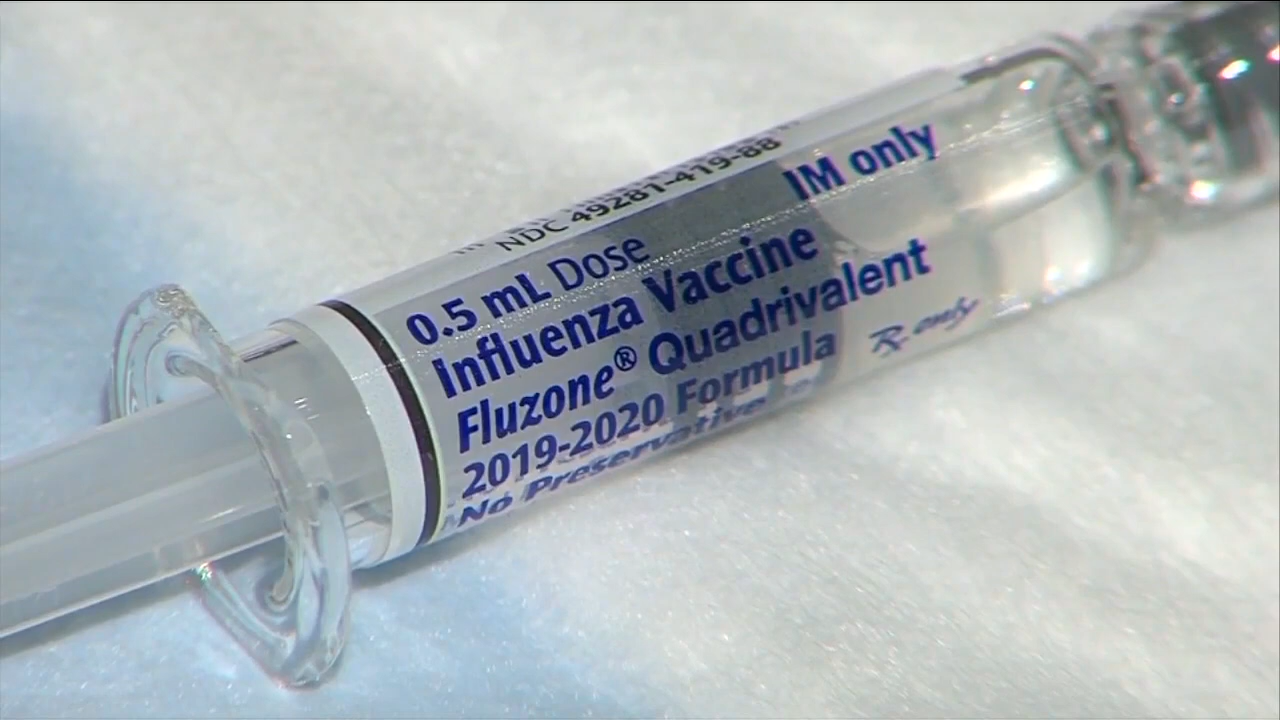 NDC 49281-419-88
0.5 mL Dose
IM only
Influenza Vaccine
Fluzone® Quadrivalent
2019-2020 Formula
Rx only
No Preservative